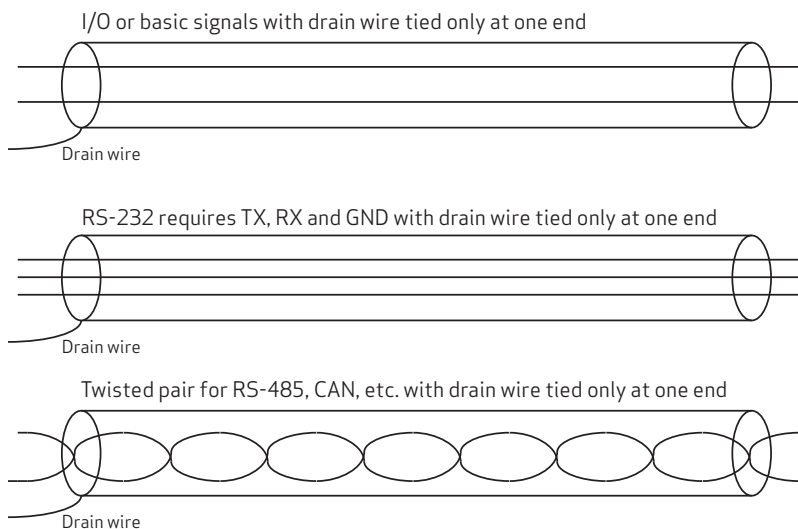 I/O or basic signals with drain wire tied only at one end
Drain wire
RS-232 requires TX, RX and GND with drain wire tied only at one end
Drain wire
Twisted pair for RS-485, CAN, etc. with drain wire tied only at one end
Drain wire